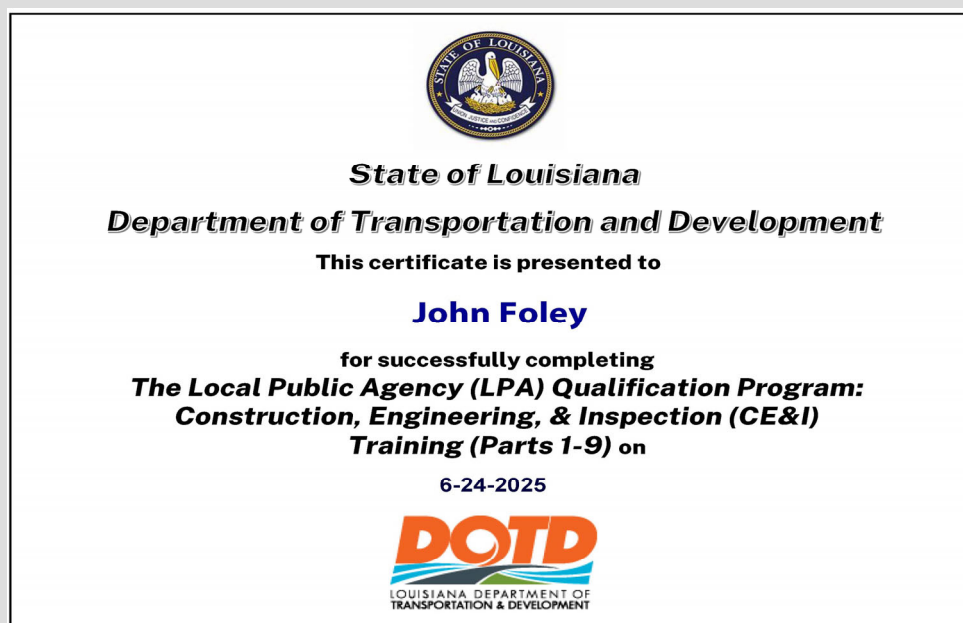 STATE OF LOUISIANA
UNION JUSTICE AND CONFIDENCE
State of Louisiana
Department of Transportation and Development
This certificate is presented to
John Foley
for successfully completing
The Local Public Agency (LPA) Qualification Program:
Construction, Engineering, & Inspection (CE&I)
Training (Parts 1-9) on
6-24-2025
DOTD
LOUISIANA DEPARTMENT OF
TRANSPORTATION & DEVELOPMENT